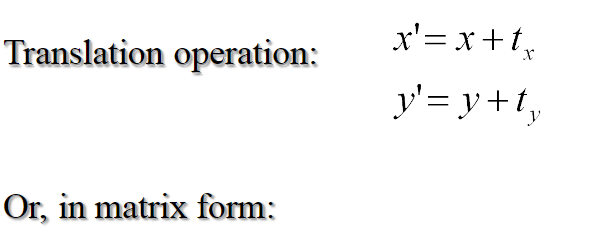 Translation operation: x' = x + t_x
y' = y + t_y
Or, in matrix form: